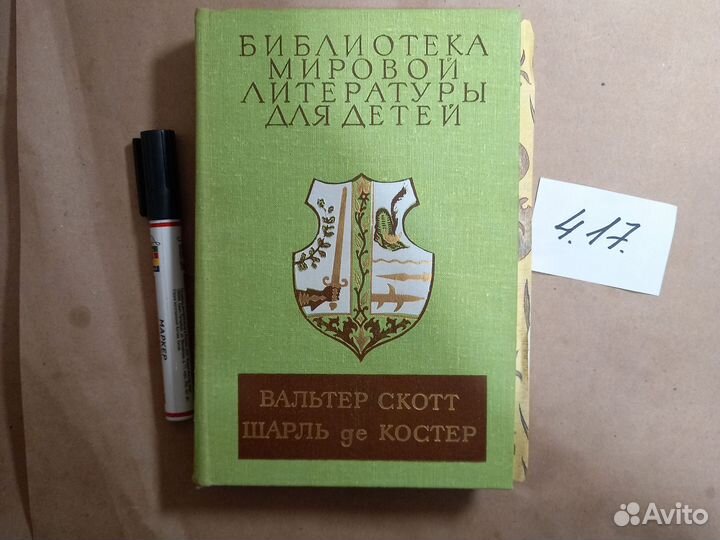 БИБЛИОТЕКА
МИРОВОЙ
ЛИТЕРАТУРЫ
ДЛЯ ДЕТЕЙ
ВАЛЬТЕР СКОТТ
ШАРЛЬ де КОСТЕР
МАРКЕР
4.17.
Avito